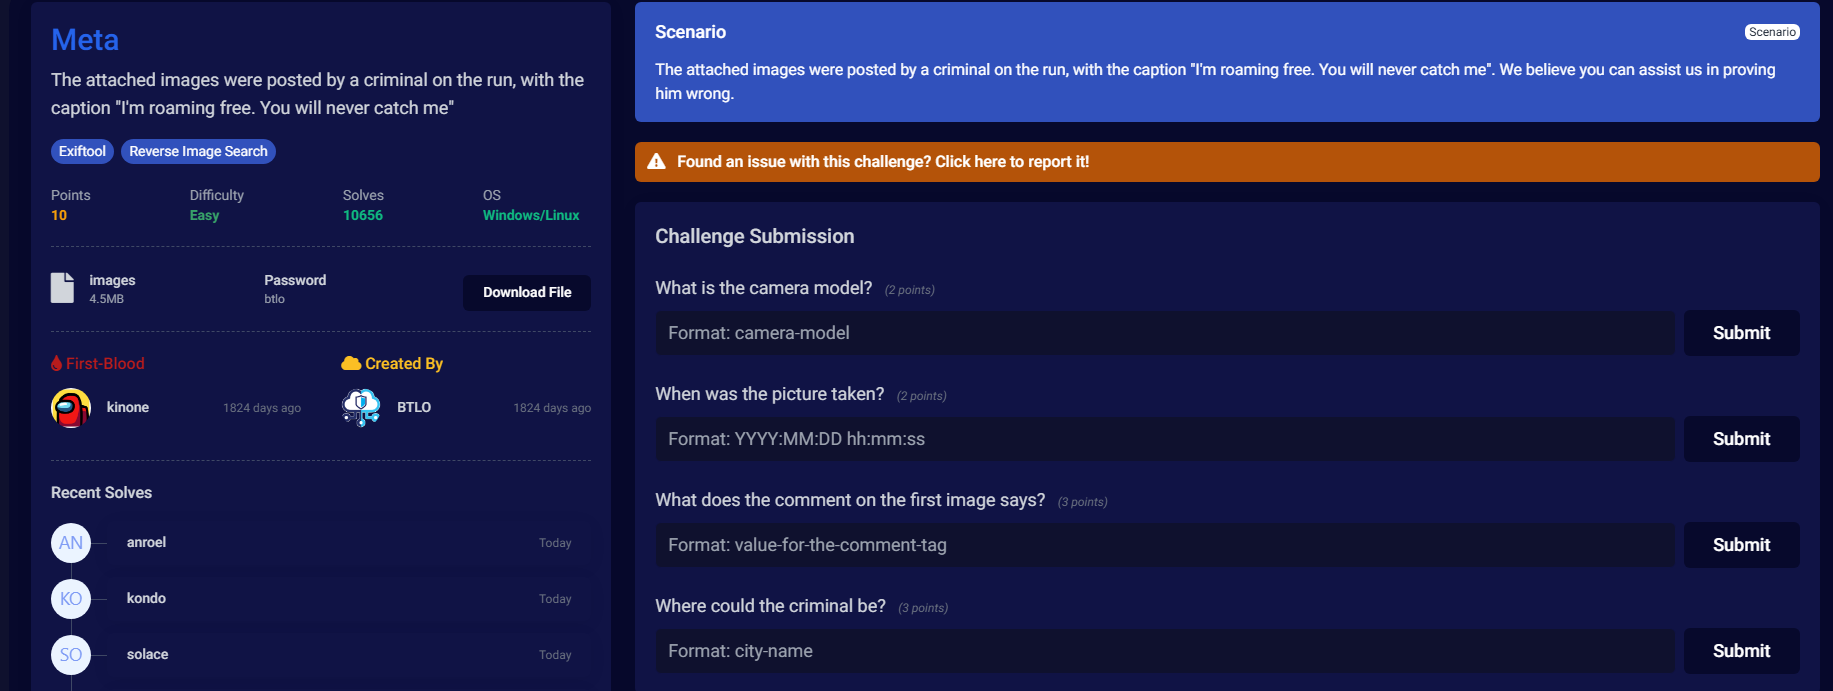 Meta
The attached images were posted by a criminal on the run, with the
caption "I'm roaming free. You will never catch me"
Exiftool
Reverse Image Search
Points
Difficulty
Solves
OS
10
Easy
10656
Windows/Linux
images
4.5MB
Password
btlo
Download File
First-Blood
Created By
kinone
1824 days ago
BTLO
1824 days ago
Recent Solves
AN
anroel
Today
KO
kondo
Today
SO
solace
Today
Scenario
Scenario
The attached images were posted by a criminal on the run, with the caption "I'm roaming free. You will never catch me". We believe you can assist us in proving
him wrong.
Found an issue with this challenge? Click here to report it!
Challenge Submission
What is the camera model? (2 points)
Format: camera-model
Submit
When was the picture taken? (2 points)
Format: YYYY:MM:DD hh:mm:ss
Submit
What does the comment on the first image says? (3 points)
Format: value-for-the-comment-tag
Submit
Where could the criminal be? (3 points)
Format: city-name
Submit